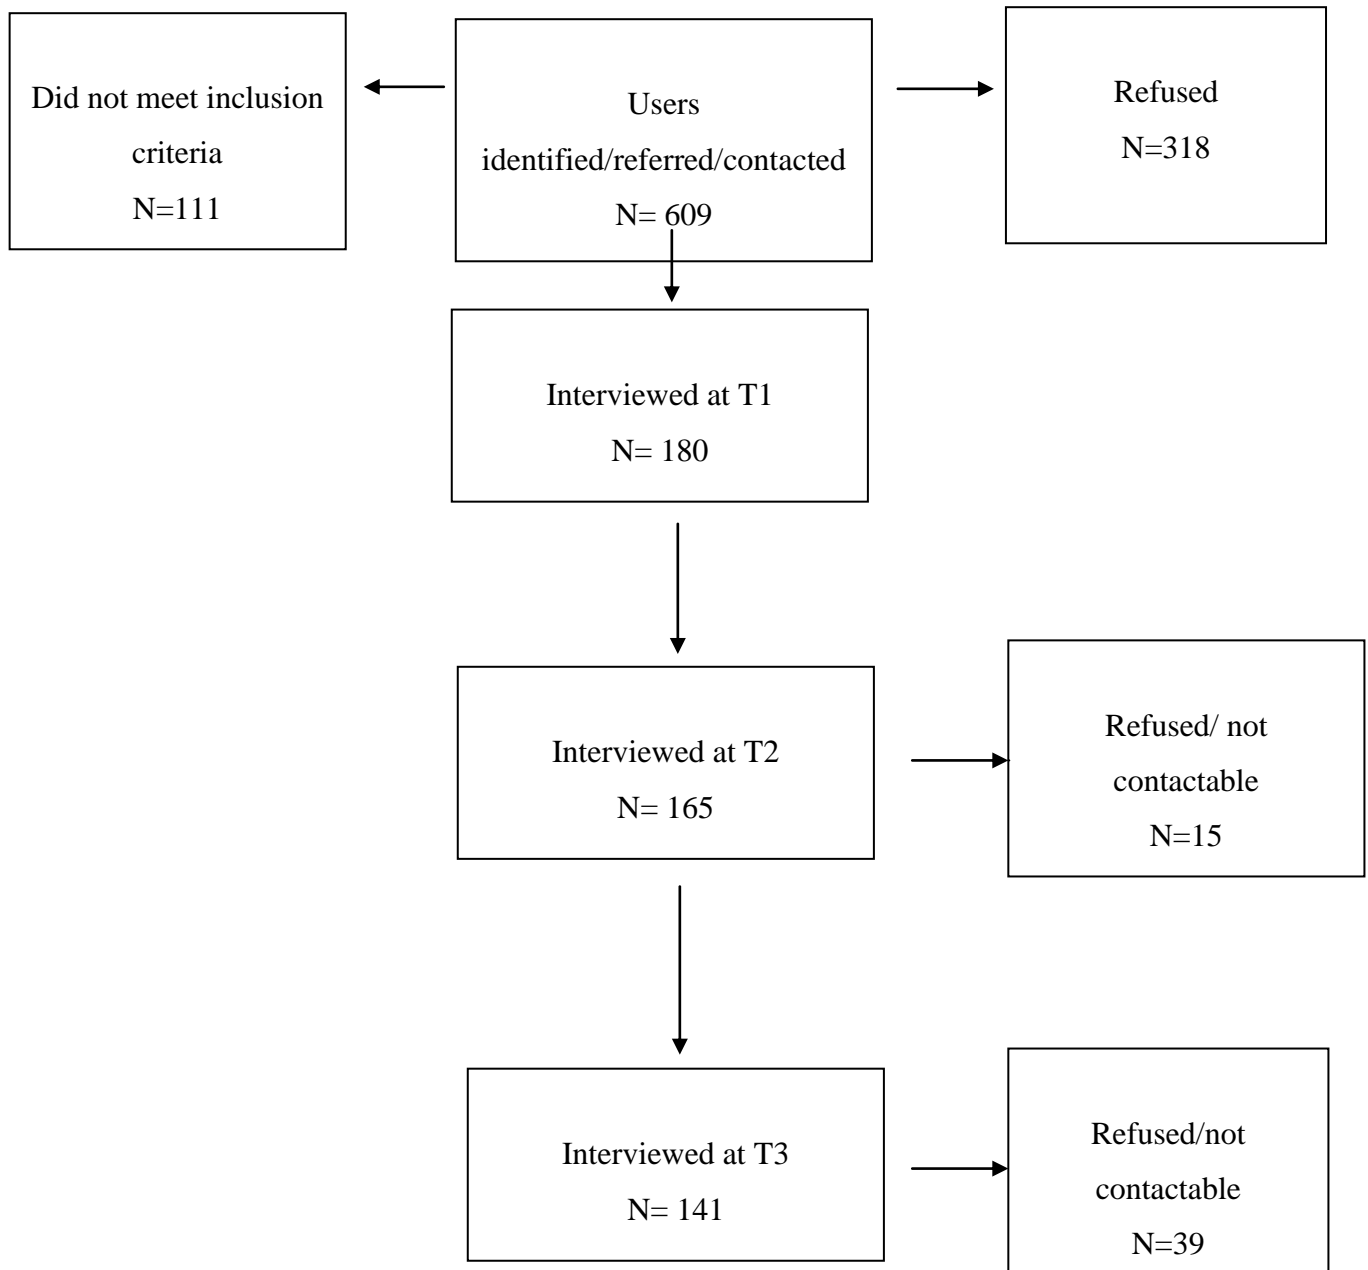 Did not meet inclusion
criteria
N=111
Users
identified/referred/contacted
N= 609
Refused
N=318
Interviewed at T1
N= 180
Interviewed at T2
N= 165
Refused/ not
contactable
N=15
Interviewed at T3
N= 141
Refused/not
contactable
N=39